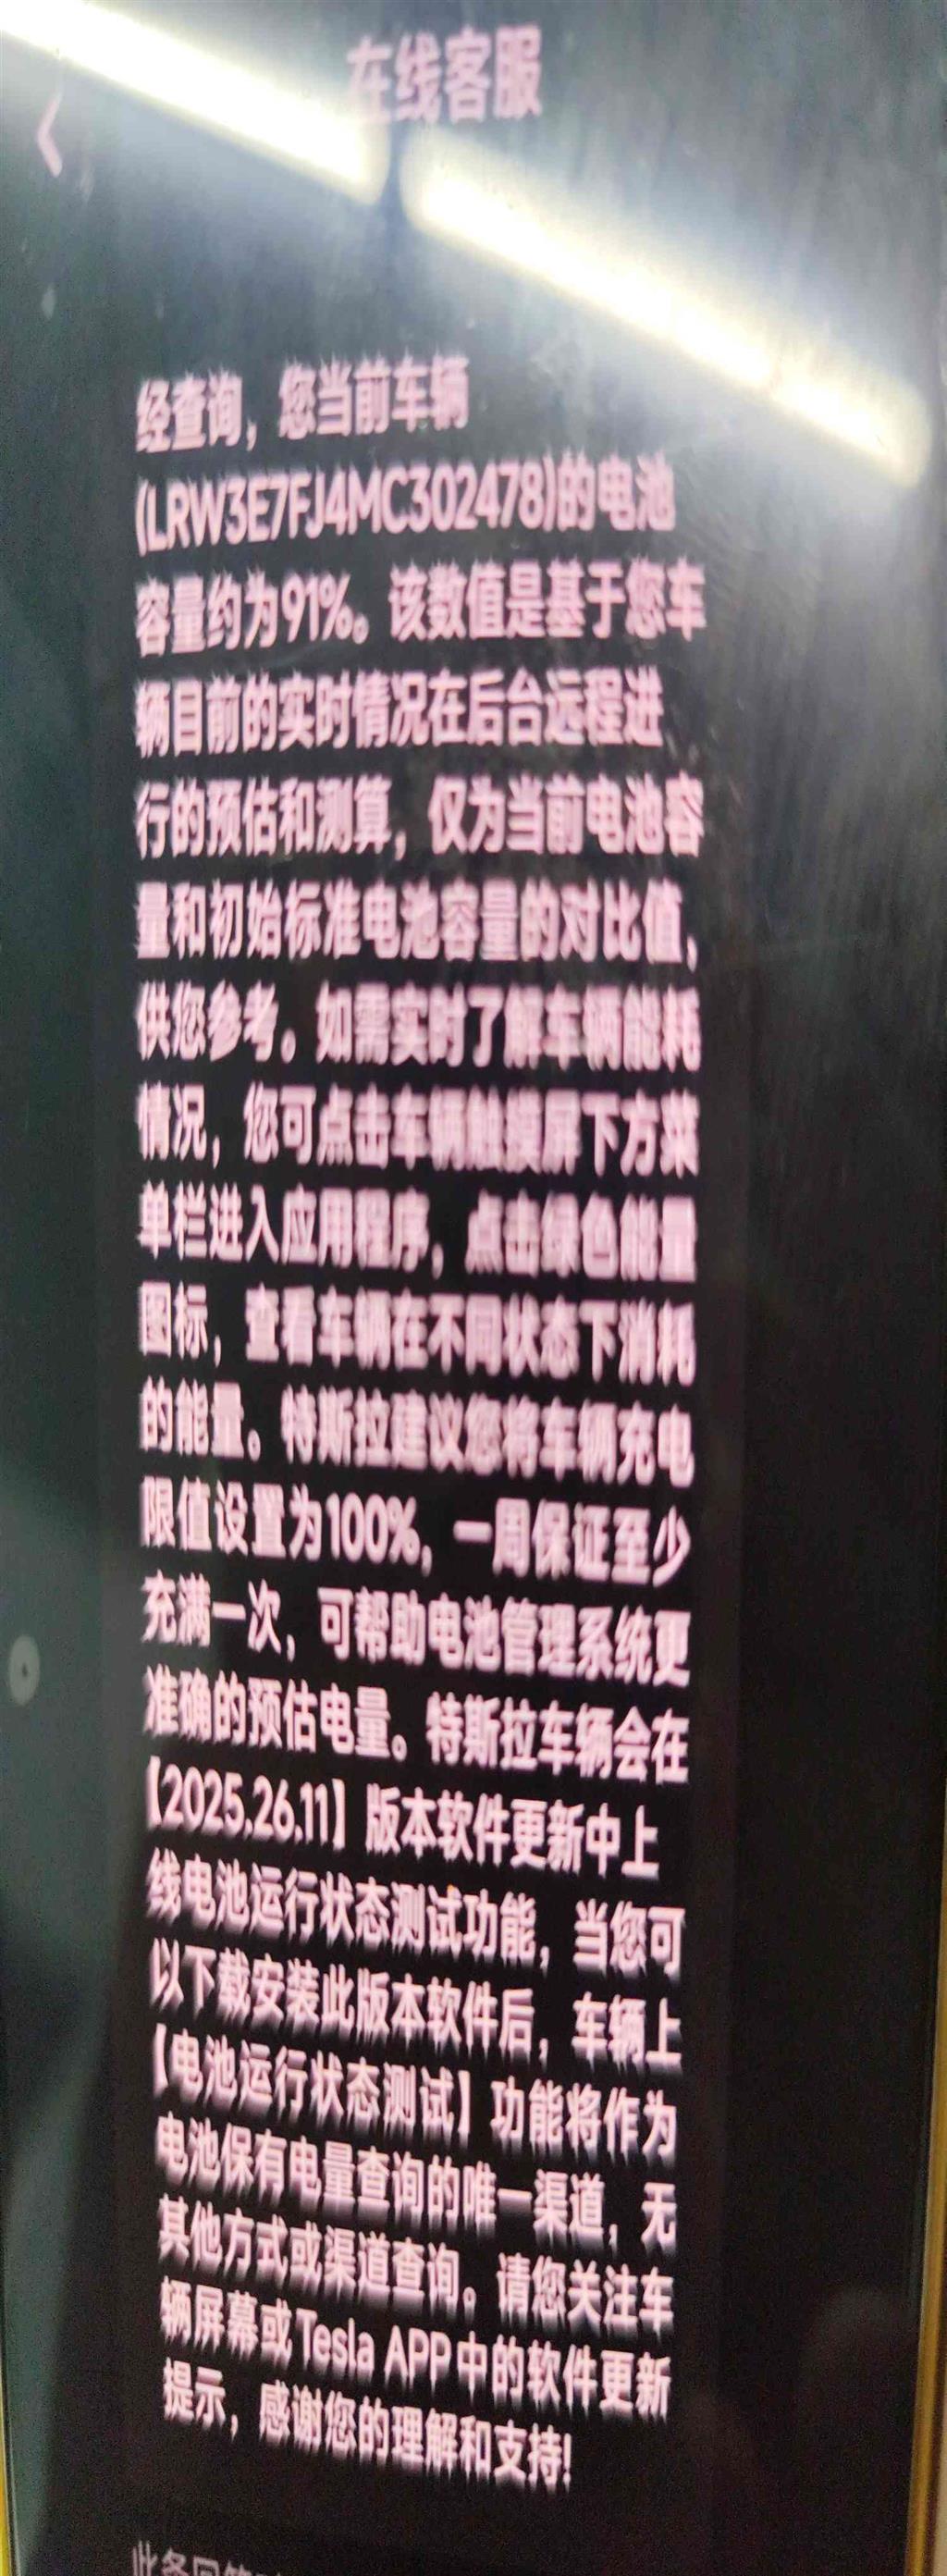 在线客服
经查询，您当前车辆
(LRW3E7FJ4MC302478)的电池
容量约为91%。该数值是基于您车
辆目前的实时情况在后台远程进
行的预估和测算，仅为当前电池容
量和初始标准电池容量的对比值，
供您参考。如需实时了解车辆能耗
情况，您可点击车辆触摸屏下方菜
单栏进入应用程序，点击绿色能量
图标，查看车辆在不同状态下消耗
的能量。特斯拉建议您将车辆充电
限值设置为100%，一周保证至少
充满一次，可帮助电池管理系统更
准确的预估电量。特斯拉车辆会在
【2025.26.11】版本软件更新中上
线电池运行状态测试功能，当您可
以下载安装此版本软件后，车辆上
【电池运行状态测试】功能将作为
电池保有电量查询的唯一渠道，无
其他方式或渠道查询。请您关注车
辆屏幕或Tesla APP中的软件更新
提示，感谢您的理解和支持!